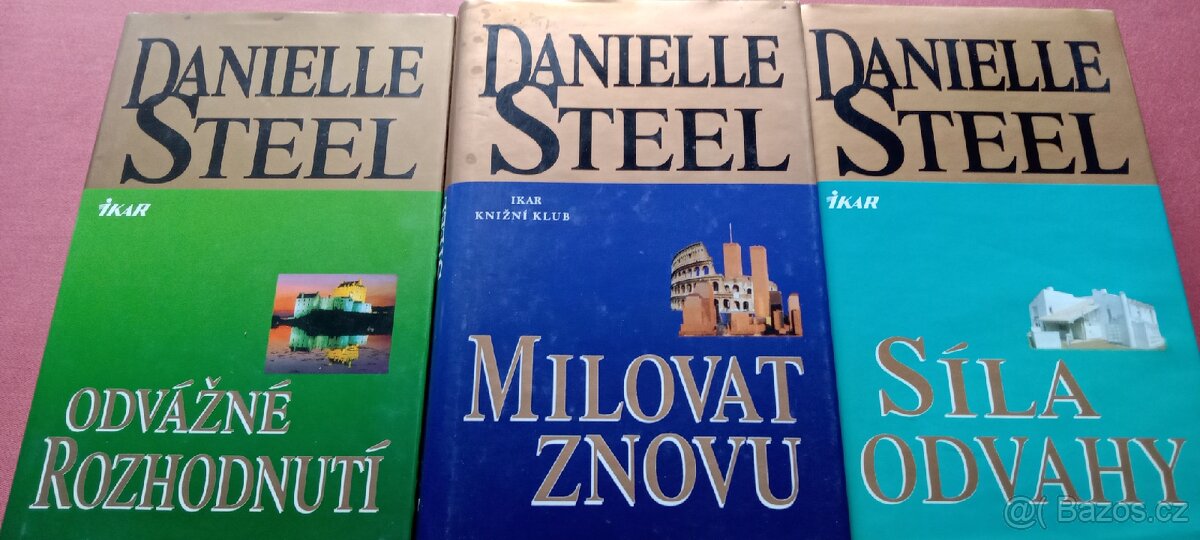 DANIELLE
STEEL
iKAR
ODVÁŽNÉ
ROZHODNUTÍ
DANIELLE
STEEL
IKAR
KNIŽNÍ KLUB
MILOVAT
ZNOVU
DANIELLE
STEEL
iKAR
SÍLA
ODVAHY
@( Bazos.cz